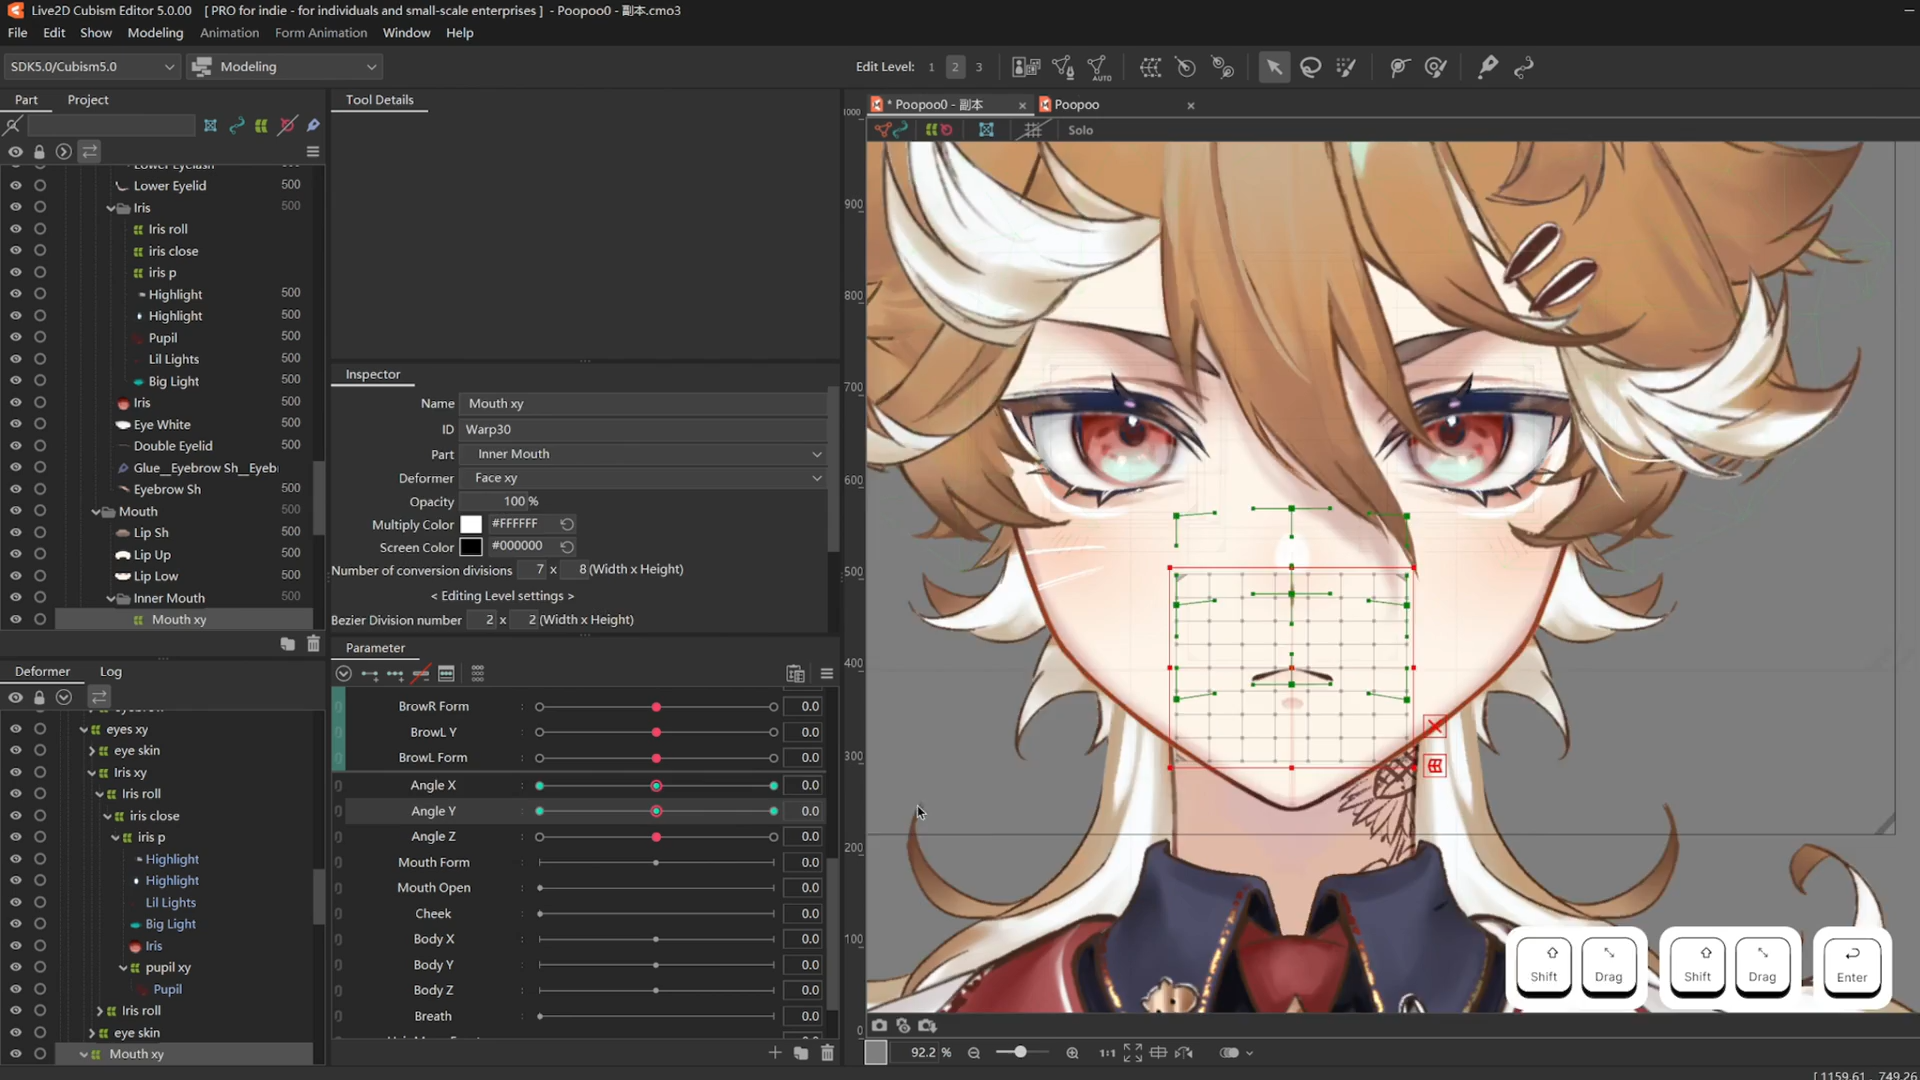 Live2D Cubism Editor 5.0.00 [ PRO for indie - for individuals and small-scale enterprises ] - Poopoo0 - 副本.cmo3
File Edit Show Modeling Animation Form Animation Window Help
SDK5.0/Cubism5.0 Modeling Edit Level: 1 2 3 AUTO
Part Project
Tool Details
* Poopoo0 - 副本 Poopoo
Solo
Lower Eyelash
Lower Eyelid 500
Iris 500
Iris roll
iris close
iris p
Highlight 500
Highlight 500
Pupil 500
Lil Lights 500
Big Light 500
Iris 500
Eye White 500
Double Eyelid 500
Glue__Eyebrow Sh__Eyeb
Eyebrow Sh 500
Mouth 500
Lip Sh 500
Lip Up 500
Lip Low 500
Inner Mouth 500
Mouth xy
Inspector
Name Mouth xy
ID Warp30
Part Inner Mouth
Deformer Face xy
Opacity 100 %
Multiply Color #FFFFFF
Screen Color #000000
Number of conversion divisions 7 x 8 (Width x Height)
< Editing Level settings >
Bezier Division number 2 x 2 (Width x Height)
Deformer Log
eyes xy
eye skin
Iris xy
Iris roll
iris close
iris p
Highlight
Highlight
Lil Lights
Big Light
Iris
pupil xy
Pupil
Iris roll
eye skin
Mouth xy
Parameter
BrowR Form : 0.0
BrowL Y : 0.0
BrowL Form : 0.0
Angle X : 0.0
Angle Y : 0.0
Angle Z : 0.0
Mouth Form : 0.0
Mouth Open : 0.0
Cheek : 0.0
Body X : 0.0
Body Y : 0.0
Body Z : 0.0
Breath : 0.0
900
800
700
600
500
400
300
200
100
0
Shift Drag Shift Drag Enter
92.2 % 1:1
[ 1159.61 , 749.26